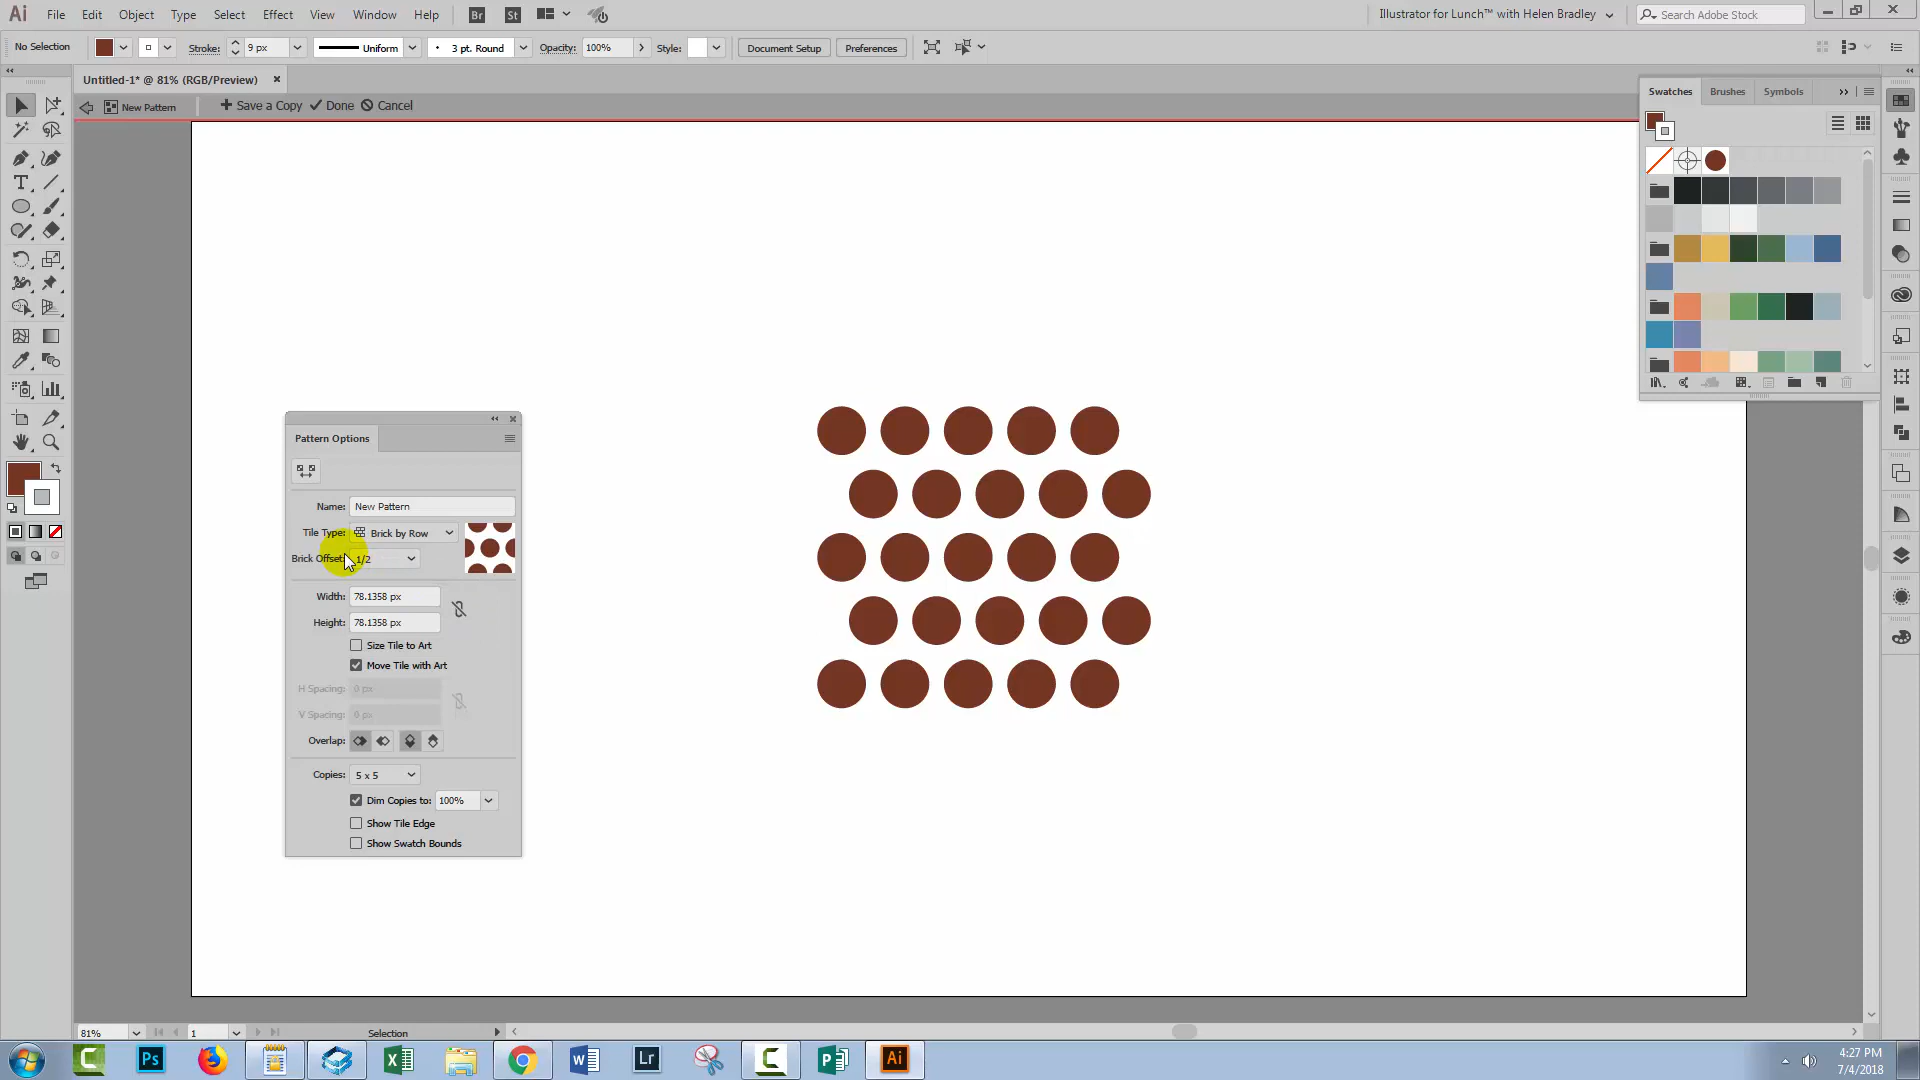 Ai File Edit Object Type Select Effect View Window Help Br St Illustrator for Lunch™ with Helen Bradley Search Adobe Stock
No Selection Stroke: 9 px Uniform 3 pt. Round Opacity: 100% Style: Document Setup Preferences
Untitled-1* @ 81% (RGB/Preview)
New Pattern Save a Copy Done Cancel
Swatches Brushes Symbols
Pattern Options
Name: New Pattern
Tile Type: Brick by Row
Brick Offset: 1/2
Width: 78.1358 px
Height: 78.1358 px
Size Tile to Art
Move Tile with Art
H Spacing: 0 px
V Spacing: 0 px
Overlap:
Copies: 5 x 5
Dim Copies to: 100%
Show Tile Edge
Show Swatch Bounds
81% 1 Selection
C Ps X W Lr C P Ai
4:27 PM
7/4/2018